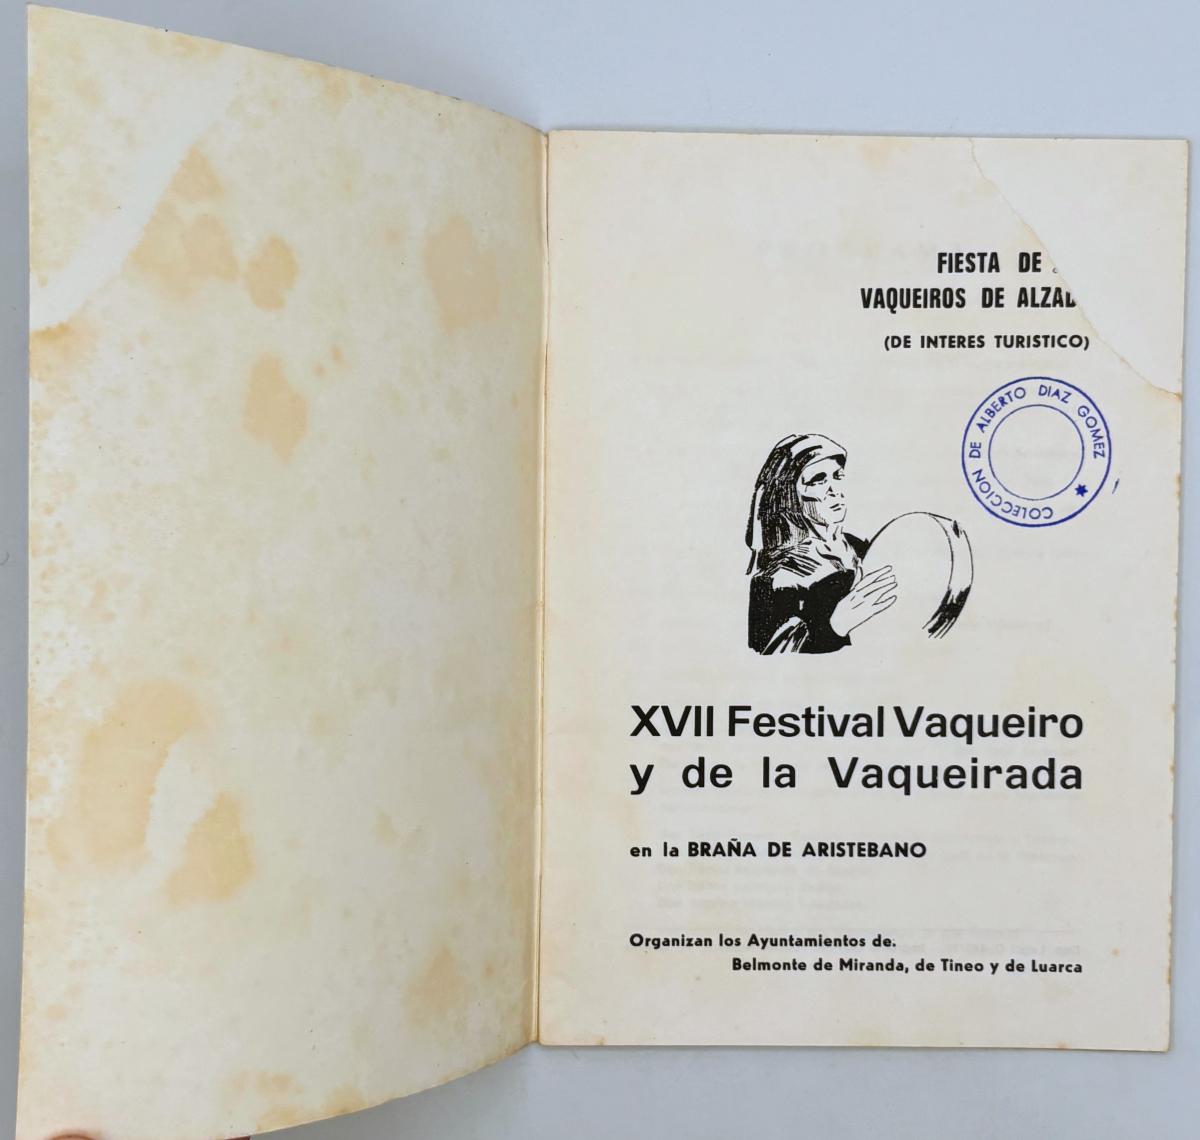 FIESTA DE
VAQUEIROS DE ALZAD
(DE INTERES TURISTICO)
COLECCION DE ALBERTO DIAZ GOMEZ
XVII Festival Vaqueiro
y de la Vaqueirada
en la BRAÑA DE ARISTEBANO
Organizan los Ayuntamientos de.
Belmonte de Miranda, de Tineo y de Luarca